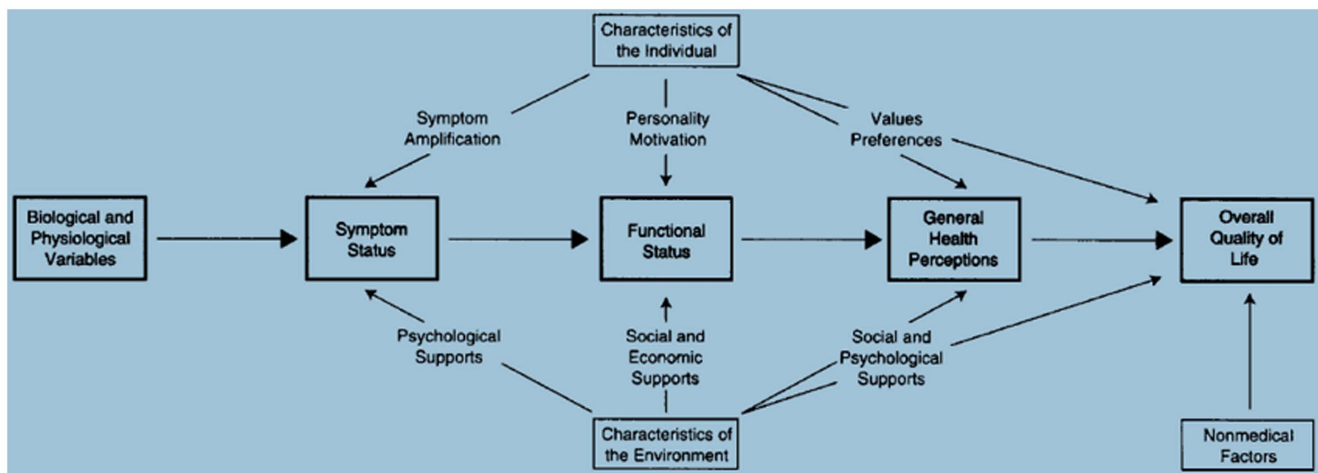 Characteristics of
the Individual
Symptom
Amplification
Personality
Motivation
Values
Preferences
Biological and
Physiological
Variables
Symptom
Status
Functional
Status
General
Health
Perceptions
Overall
Quality of
Life
Psychological
Supports
Social and
Economic
Supports
Social and
Psychological
Supports
Characteristics of
the Environment
Nonmedical
Factors